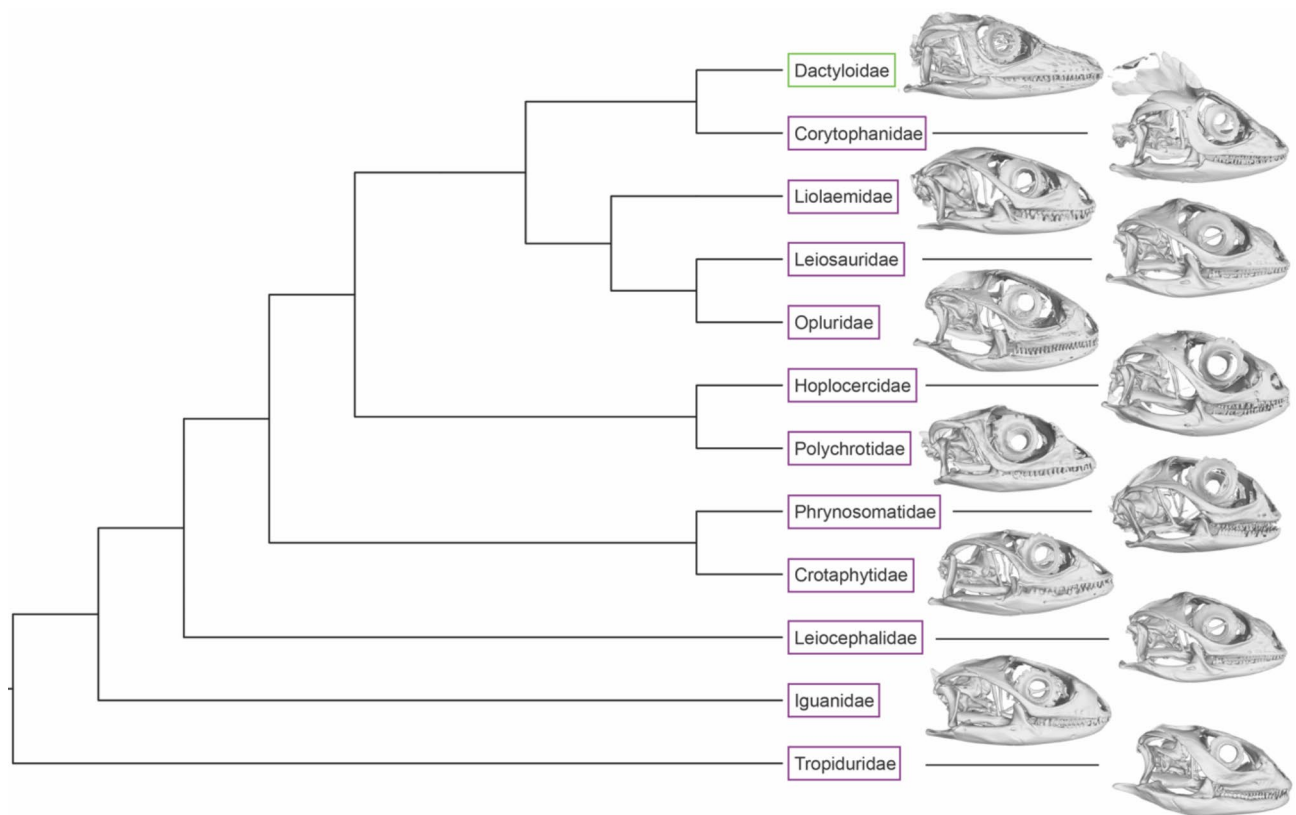 Dactyloidae
Corytophanidae
Liolaemidae
Leiosauridae
Opluridae
Hoplocercidae
Polychrotidae
Phrynosomatidae
Crotaphytidae
Leiocephalidae
Iguanidae
Tropiduridae